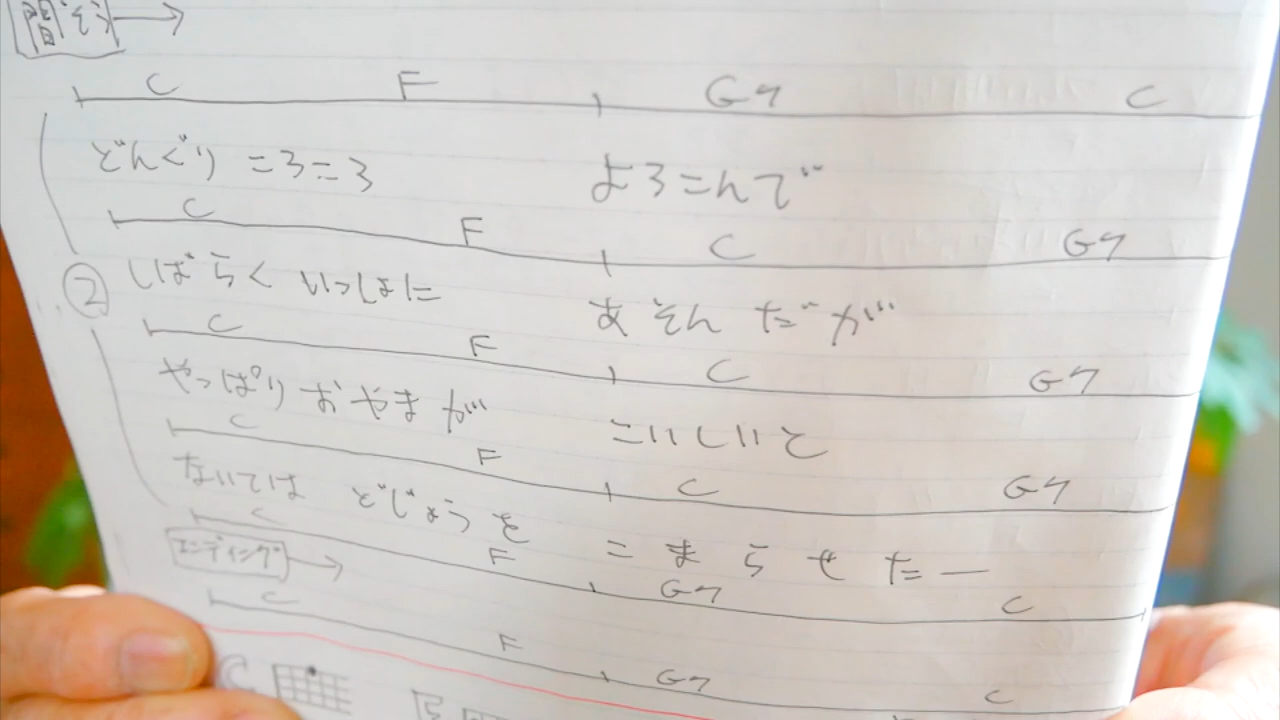 間奏 →
C F G7 C
どんぐり ころころ よろこんで
C F C G7
② しばらく いっしょに あそんだが
C F C G7
やっぱり おやまが こいしいと
C F C G7
ないては どじょうを こまらせたー
C F G7 C
エンディング →
C F G7 C
C F